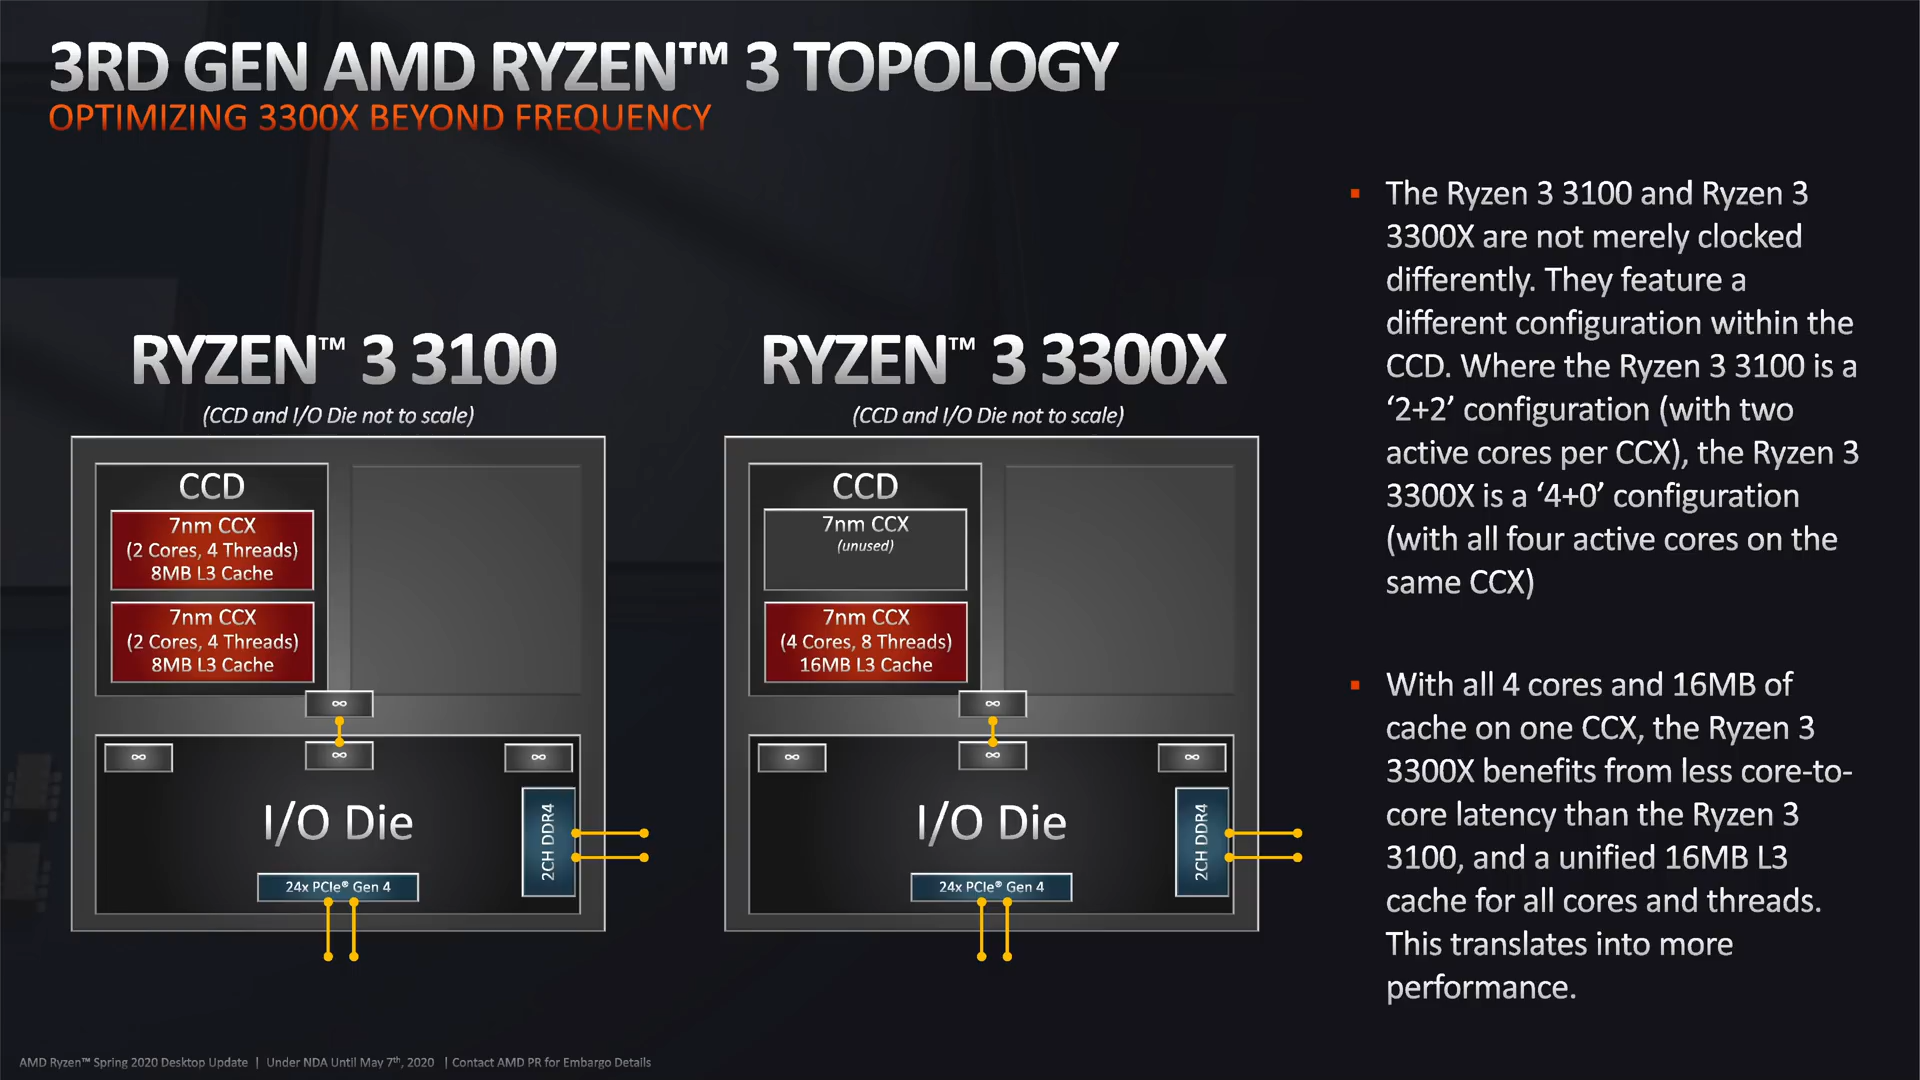 3RD GEN AMD RYZEN™ 3 TOPOLOGY
OPTIMIZING 3300X BEYOND FREQUENCY
RYZEN™ 3 3100
(CCD and I/O Die not to scale)
CCD
7nm CCX
(2 Cores, 4 Threads)
8MB L3 Cache
7nm CCX
(2 Cores, 4 Threads)
8MB L3 Cache
∞
∞
∞
∞
I/O Die
2CH DDR4
24x PCIe® Gen 4
RYZEN™ 3 3300X
(CCD and I/O Die not to scale)
CCD
7nm CCX
(unused)
7nm CCX
(4 Cores, 8 Threads)
16MB L3 Cache
∞
∞
∞
∞
I/O Die
2CH DDR4
24x PCIe® Gen 4
▪ The Ryzen 3 3100 and Ryzen 3
3300X are not merely clocked
differently. They feature a
different configuration within the
CCD. Where the Ryzen 3 3100 is a
‘2+2’ configuration (with two
active cores per CCX), the Ryzen 3
3300X is a ‘4+0’ configuration
(with all four active cores on the
same CCX)
▪ With all 4 cores and 16MB of
cache on one CCX, the Ryzen 3
3300X benefits from less core-to-
core latency than the Ryzen 3
3100, and a unified 16MB L3
cache for all cores and threads.
This translates into more
performance.
AMD Ryzen™ Spring 2020 Desktop Update | Under NDA Until May 7th, 2020 | Contact AMD PR for Embargo Details